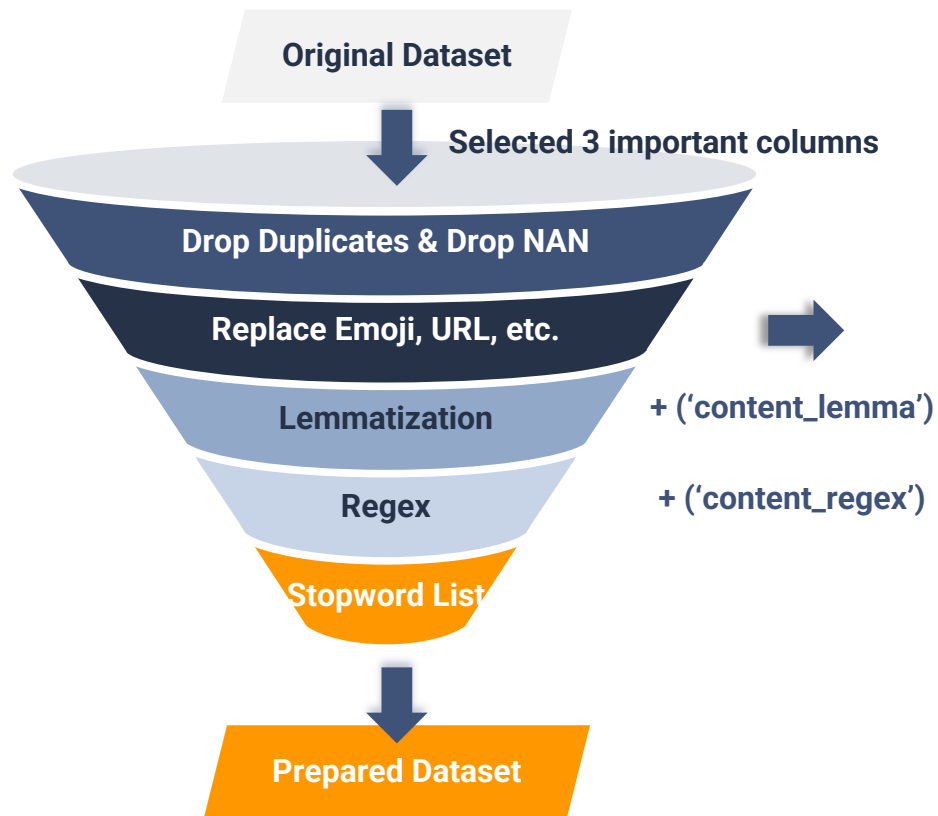 Original Dataset
Selected 3 important columns
Drop Duplicates & Drop NAN
Replace Emoji, URL, etc.
Lemmatization
+ (‘content_lemma’)
Regex
+ (‘content_regex’)
Stopword List
Prepared Dataset